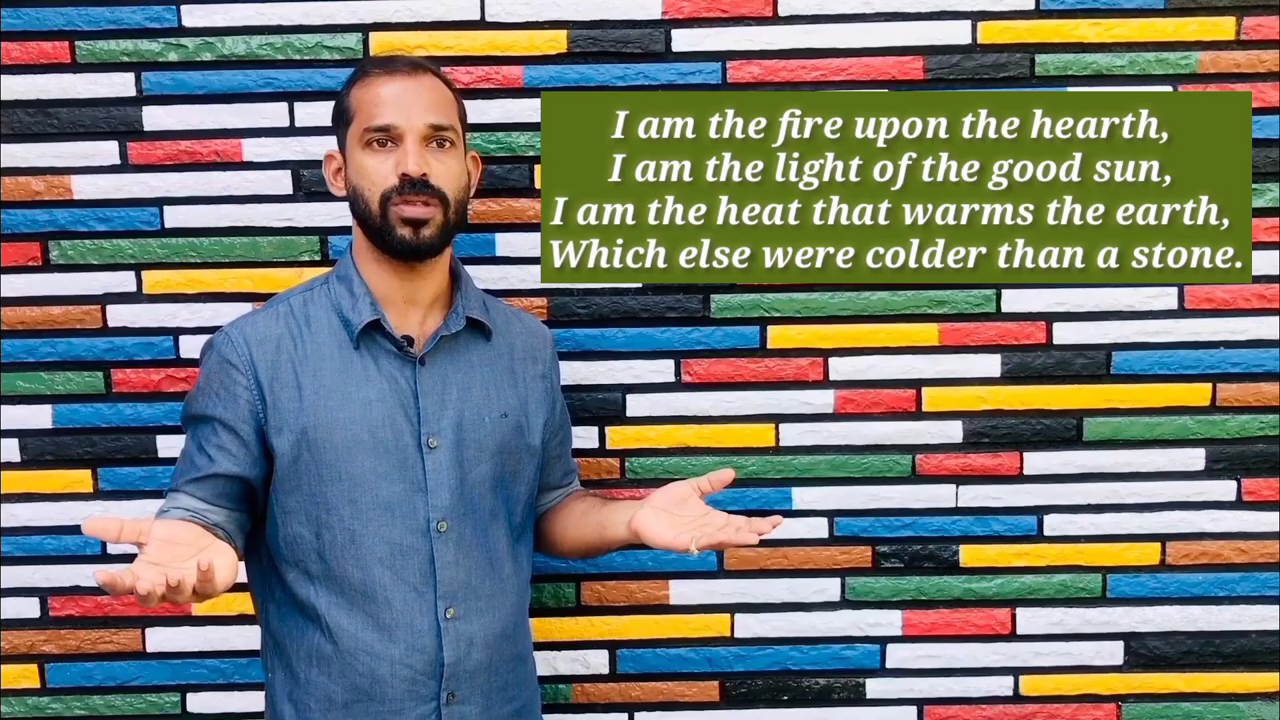 I am the fire upon the hearth,
I am the light of the good sun,
I am the heat that warms the earth,
Which else were colder than a stone.